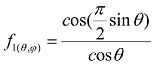 f₁₍θ,φ₎ = cos(π/2 sin θ) / cos θ